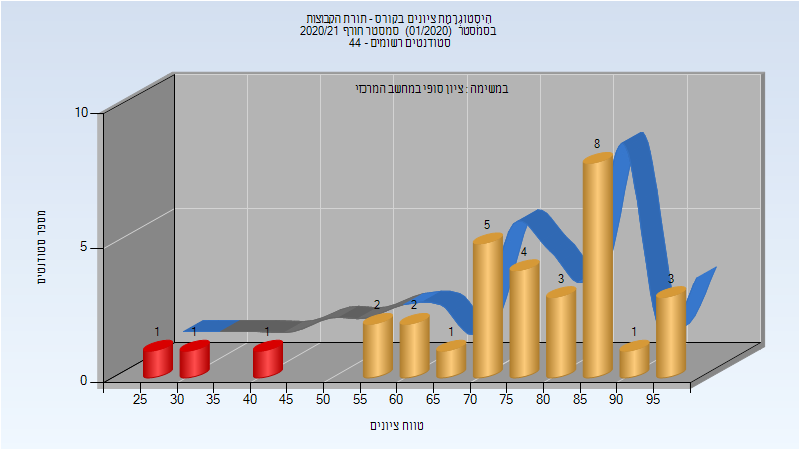 היסטוגרמת ציונים בקורס - תורת הקבוצות
בסמסטר (01/2020) סמסטר חורף 2020/21
סטודנטים רשומים - 44
במשימה : ציון סופי במחשב המרכזי
10
5
0
מספר סטודנטים
1 1 1 2 2 1 5 4 3 8 1 3
25 30 35 40 45 50 55 60 65 70 75 80 85 90 95
טווח ציונים